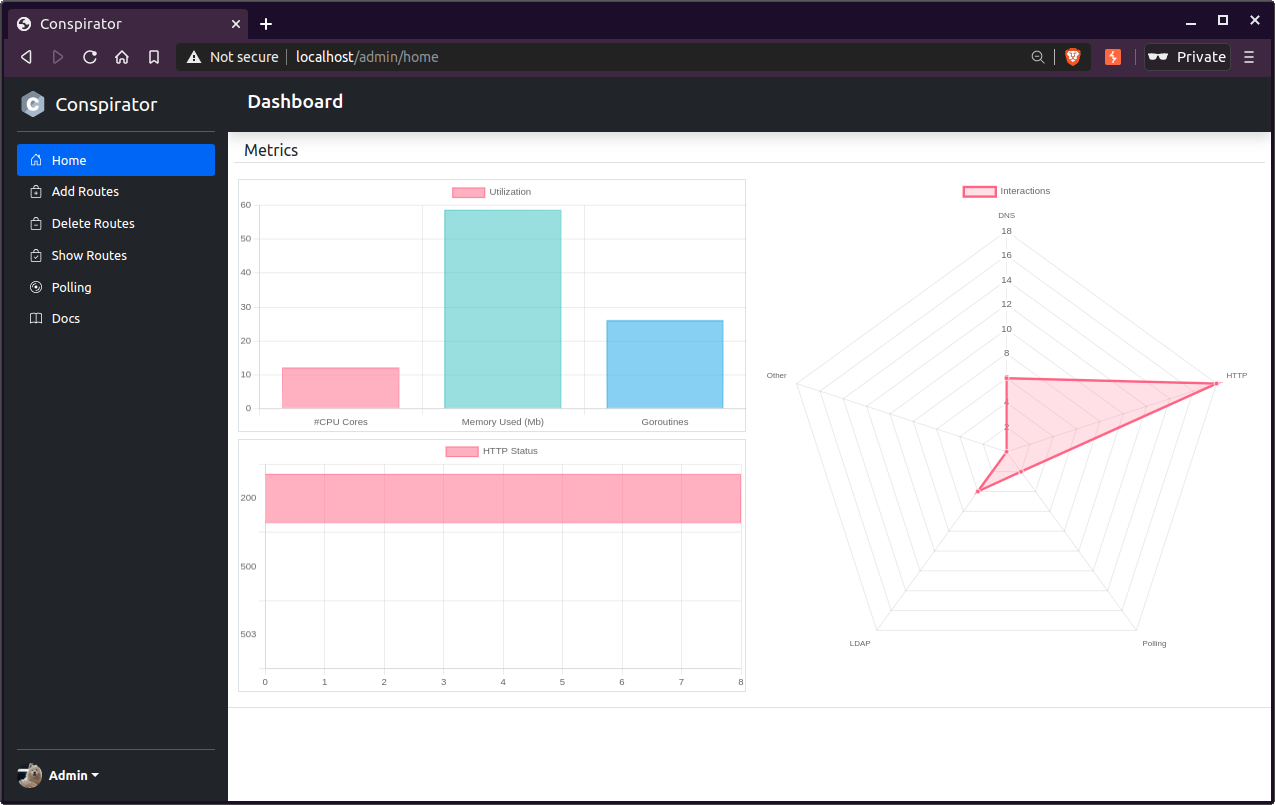 Conspirator
Not secure localhost/admin/home Private
Conspirator
Dashboard
Home
Add Routes
Delete Routes
Show Routes
Polling
Docs
Admin
Metrics
Utilization
60
50
40
30
20
10
0
#CPU Cores Memory Used (Mb) Goroutines
HTTP Status
200
500
503
0 1 2 3 4 5 6 7 8
Interactions
DNS
18
16
14
12
10
8
4
2
Other
HTTP
LDAP
Polling